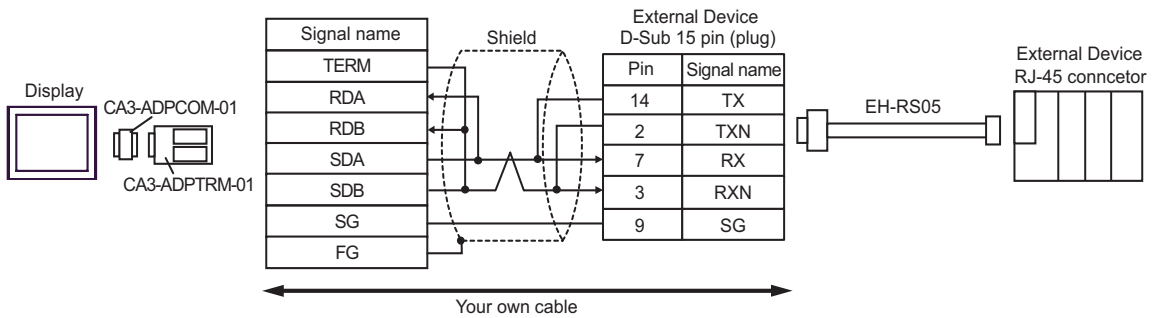 Display
CA3-ADPCOM-01
CA3-ADPTRM-01
Signal name
TERM
RDA
RDB
SDA
SDB
SG
FG
Shield
External Device
D-Sub 15 pin (plug)
Pin Signal name
14 TX
2 TXN
7 RX
3 RXN
9 SG
EH-RS05
External Device
RJ-45 conncetor
Your own cable